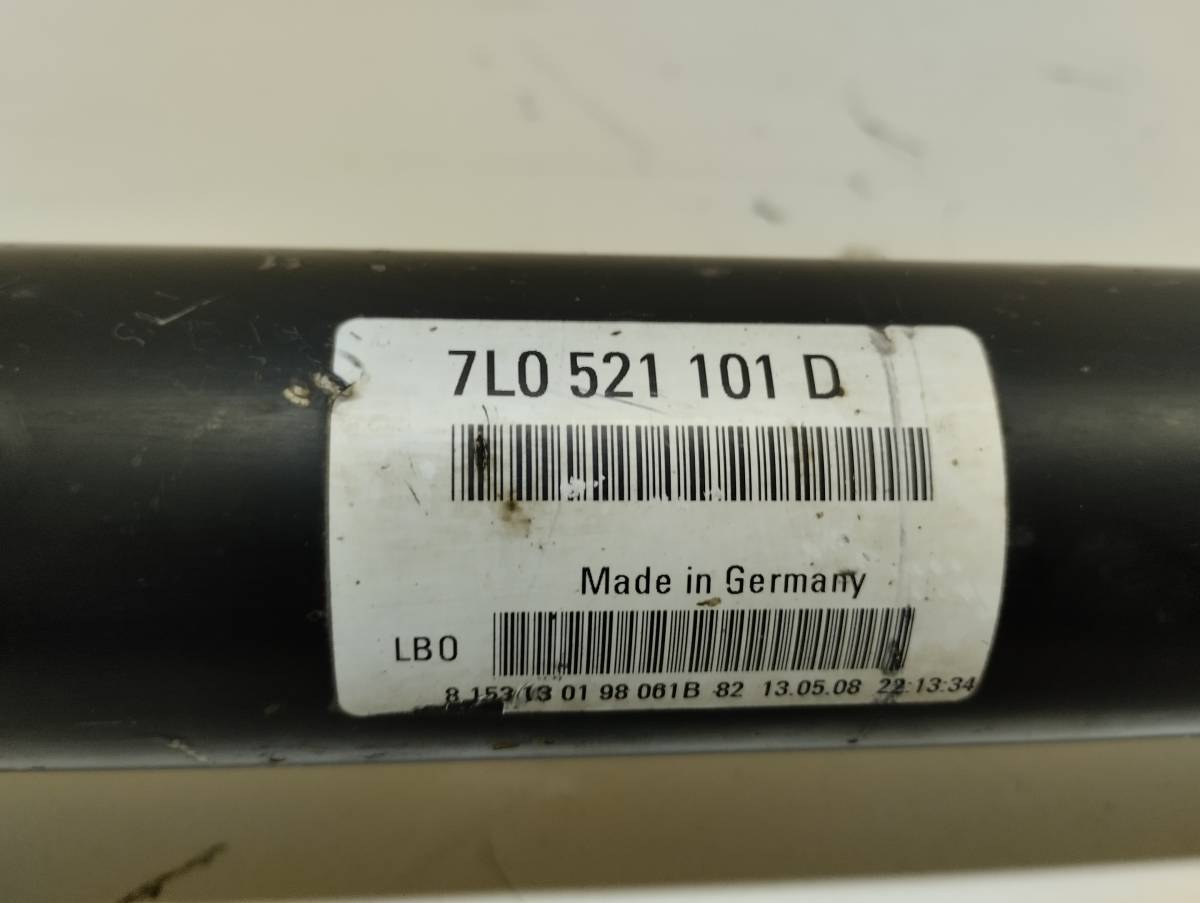 7L0 521 101 D
Made in Germany
LB0
8 153 13 01 98 061B 82 13.05.08 22:13:34